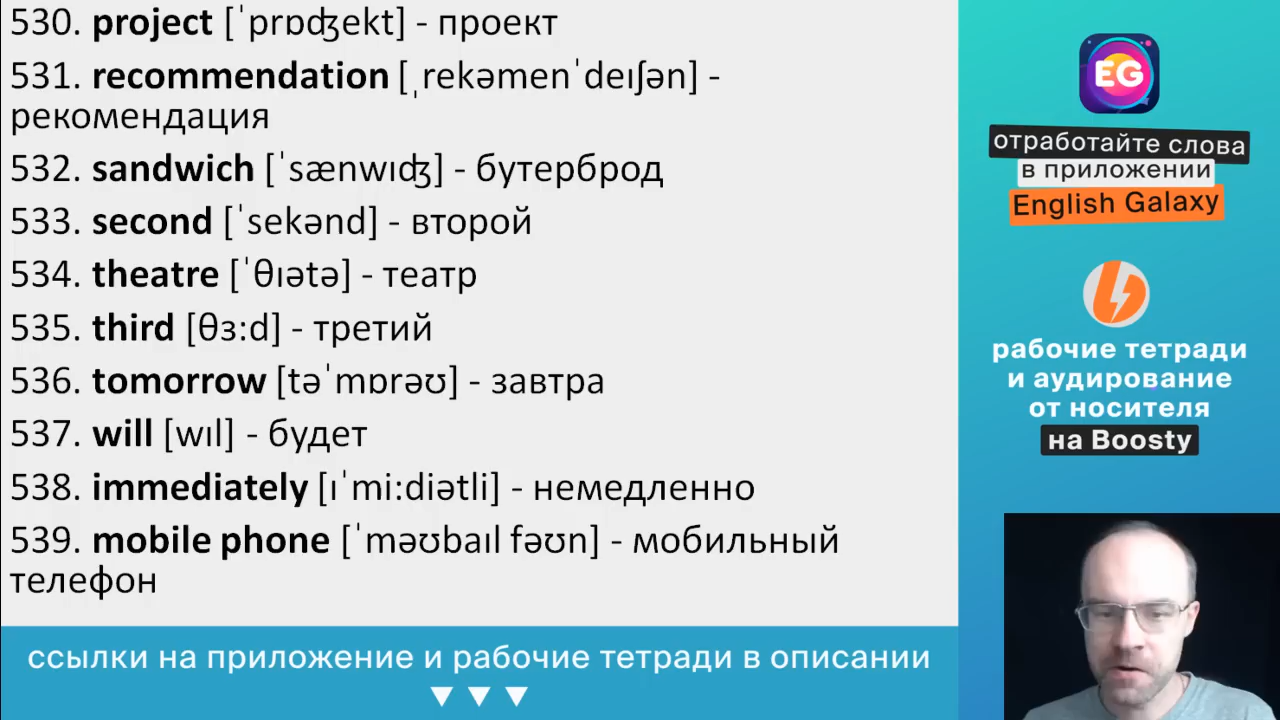 530. project [ˈprɒʤekt] - проект
531. recommendation [ˌrekəmenˈdeɪʃən] -
рекомендация
532. sandwich [ˈsænwɪʤ] - бутерброд
533. second [ˈsekənd] - второй
534. theatre [ˈθɪətə] - театр
535. third [θɜ:d] - третий
536. tomorrow [təˈmɒrəʊ] - завтра
537. will [wɪl] - будет
538. immediately [ɪˈmi:diətli] - немедленно
539. mobile phone [ˈməʊbaɪl fəʊn] - мобильный
телефон
ссылки на приложение и рабочие тетради в описании
EG
отработайте слова
в приложении
English Galaxy
рабочие тетради
и аудирование
от носителя
на Boosty